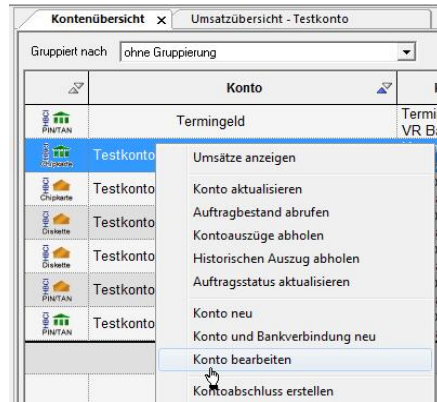 Kontenübersicht x Umsatzübersicht - Testkonto
Gruppiert nach ohne Gruppierung
Konto
HBCI PIN/TAN Termingeld Termi
VR Ba
HBCI Chipkarte Testkonto
HBCI Chipkarte Testkonto
HBCI Diskette Testkonto
HBCI Diskette Testkonto
HBCI PIN/TAN Testkonto
HBCI PIN/TAN Testkonto
Umsätze anzeigen
Konto aktualisieren
Auftragbestand abrufen
Kontoauszüge abholen
Historischen Auszug abholen
Auftragsstatus aktualisieren
Konto neu
Konto und Bankverbindung neu
Konto bearbeiten
Kontoabschluss erstellen